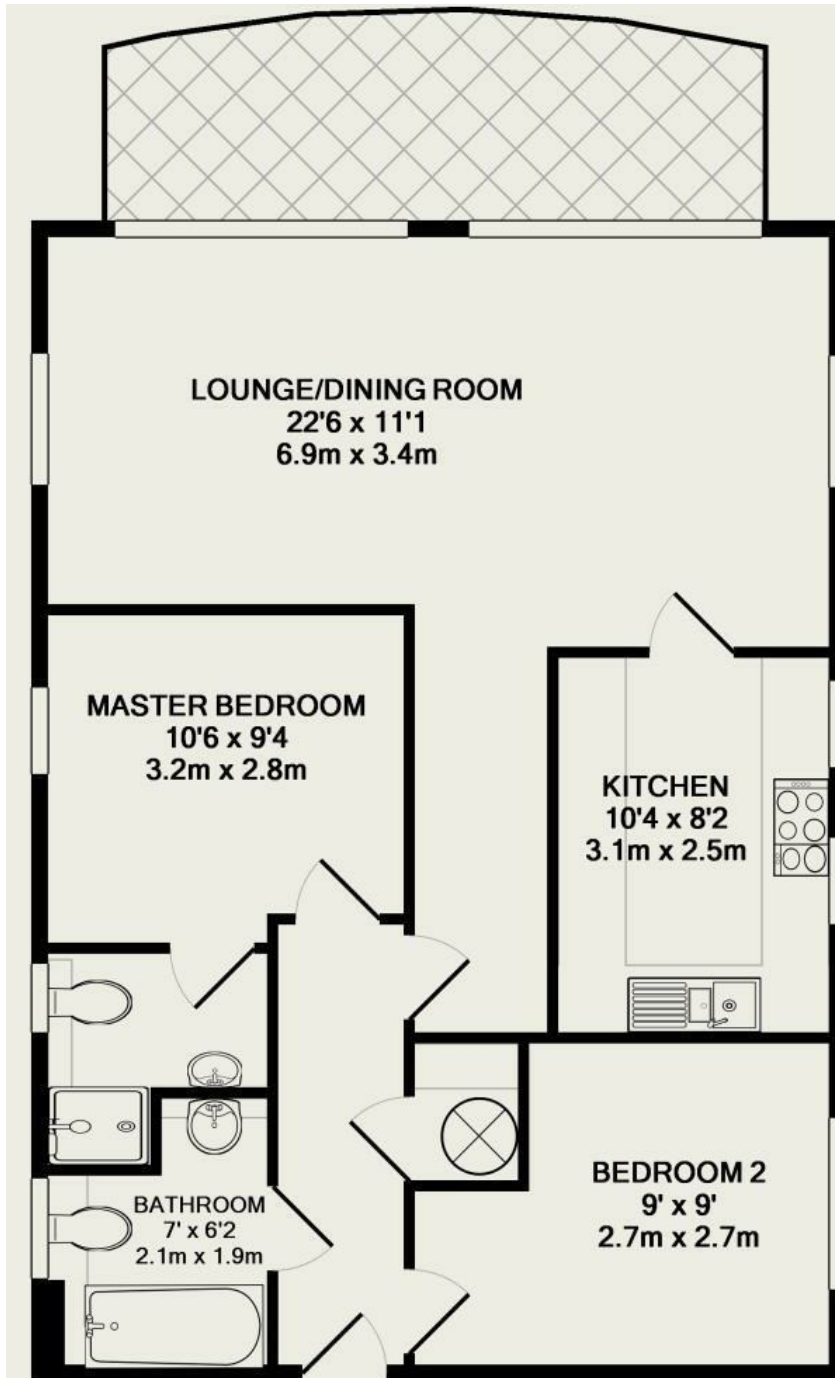 LOUNGE/DINING ROOM
22'6 x 11'1
6.9m x 3.4m
MASTER BEDROOM
10'6 x 9'4
3.2m x 2.8m
KITCHEN
10'4 x 8'2
3.1m x 2.5m
BEDROOM 2
9' x 9'
2.7m x 2.7m
BATHROOM
7' x 6'2
2.1m x 1.9m